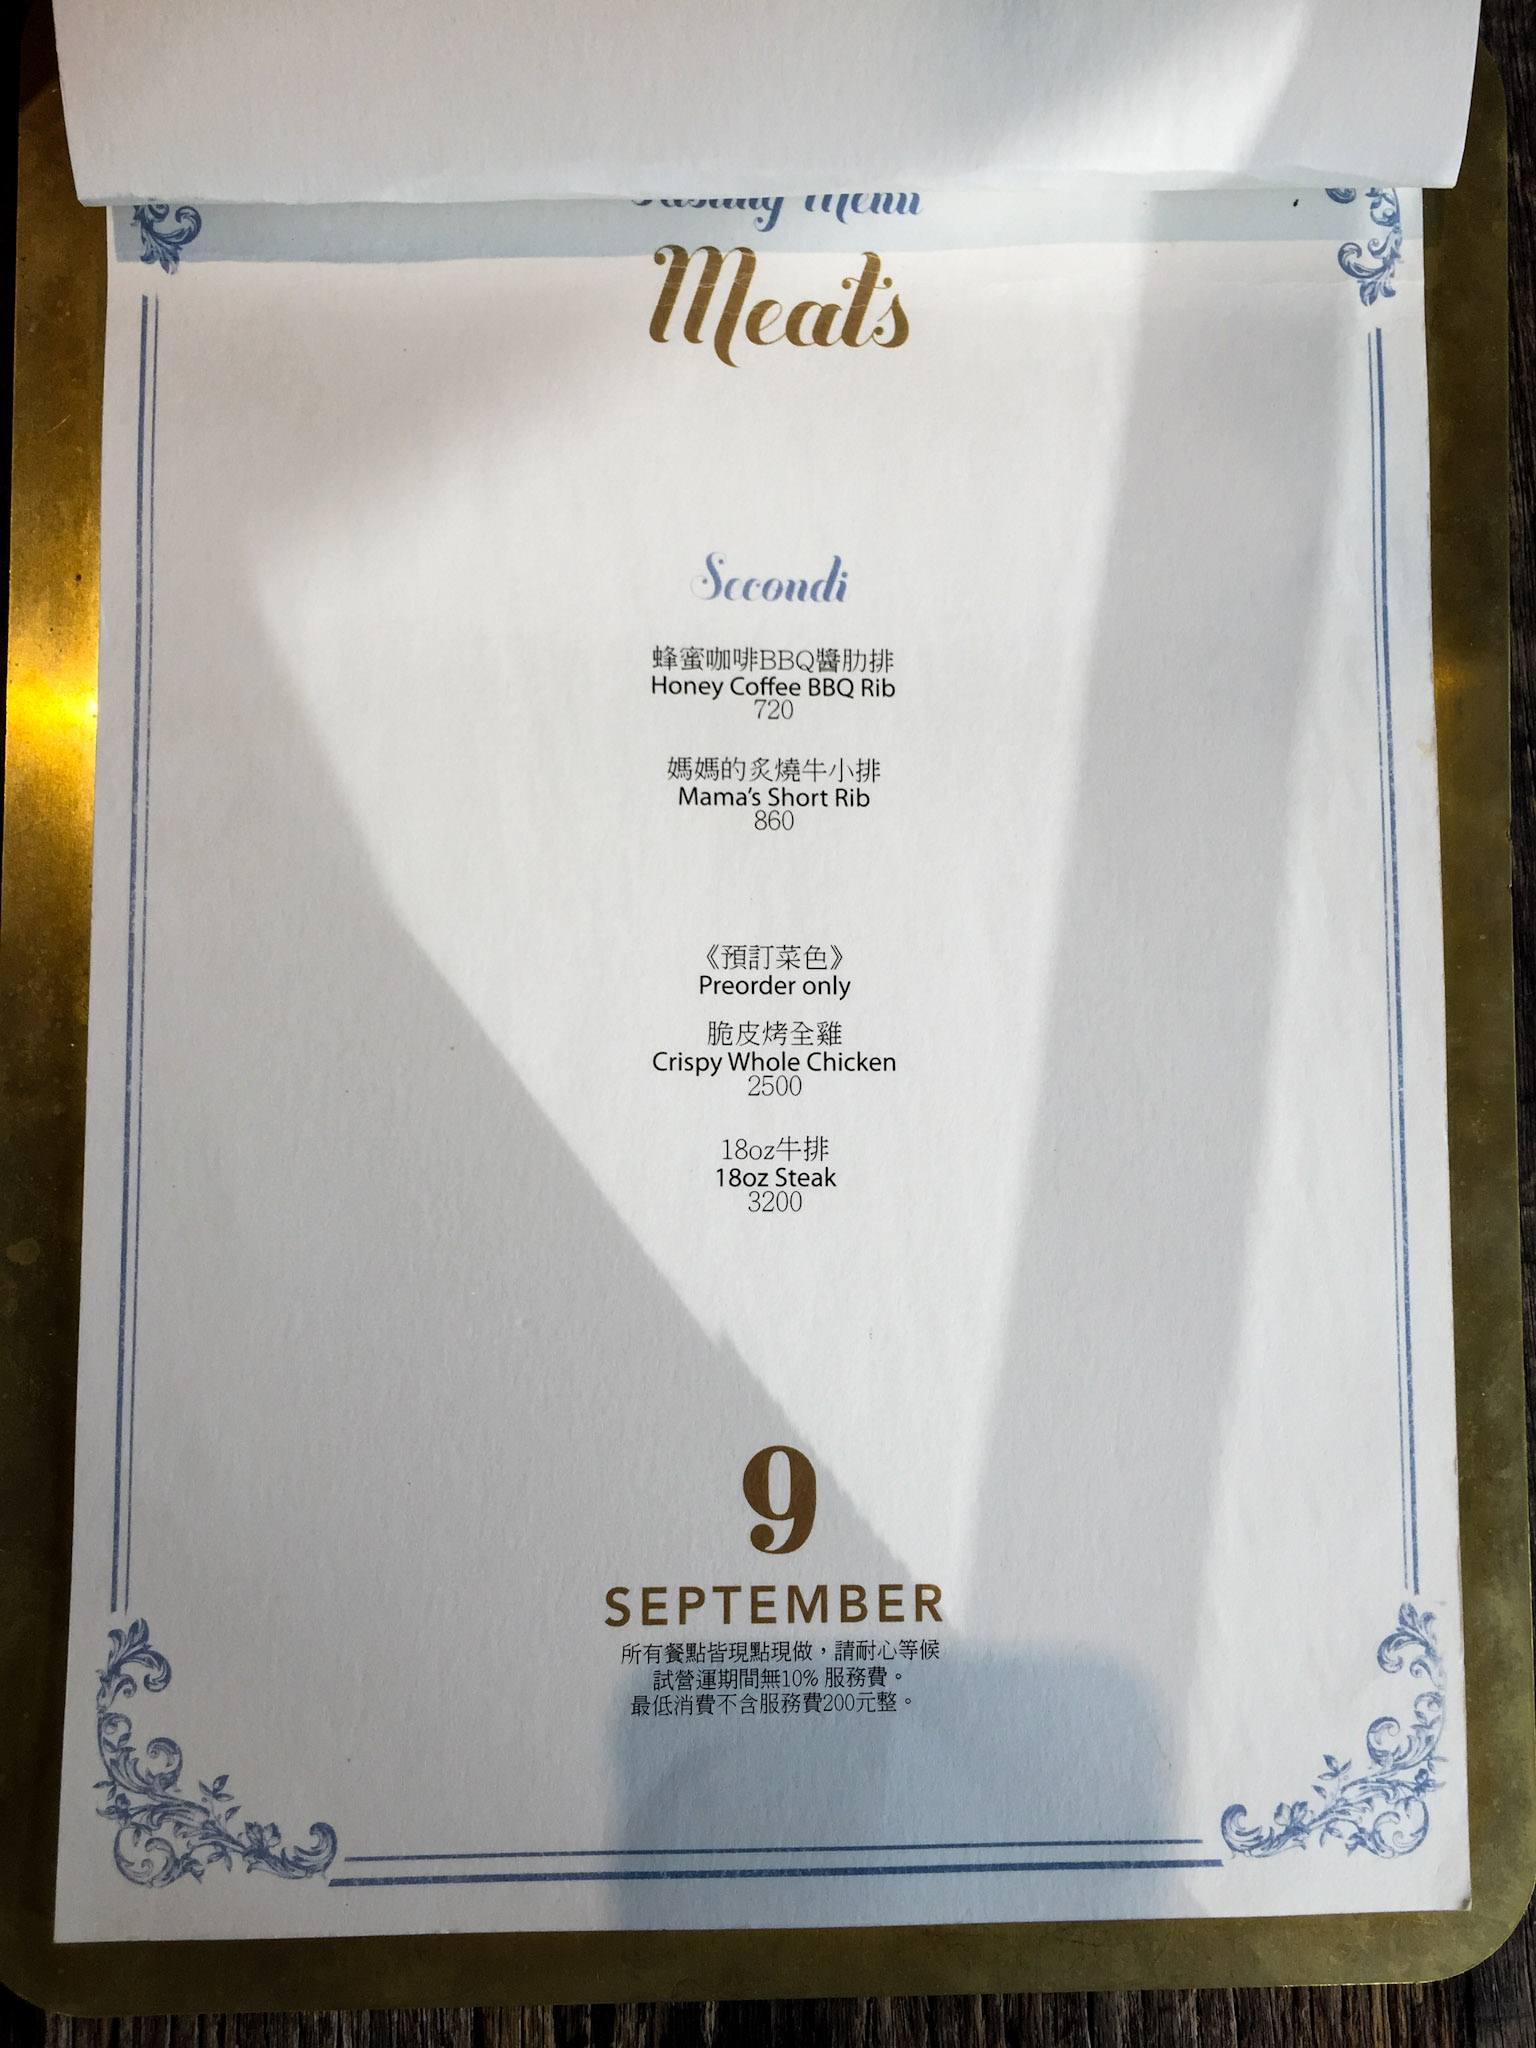 Tasting Menu
Meats
Secondi
蜂蜜咖啡BBQ醬肋排
Honey Coffee BBQ Rib
720
媽媽的炙燒牛小排
Mama's Short Rib
860
《預訂菜色》
Preorder only
脆皮烤全雞
Crispy Whole Chicken
2500
18oz牛排
18oz Steak
3200
9
SEPTEMBER
所有餐點皆現點現做，請耐心等候
試營運期間無10% 服務費。
最低消費不含服務費200元整。